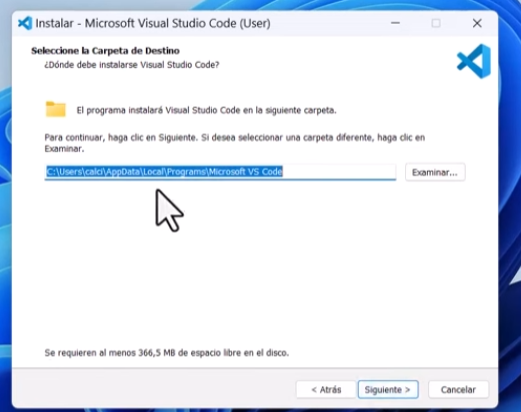 Instalar - Microsoft Visual Studio Code (User)
Seleccione la Carpeta de Destino
¿Dónde debe instalarse Visual Studio Code?
El programa instalará Visual Studio Code en la siguiente carpeta.
Para continuar, haga clic en Siguiente. Si desea seleccionar una carpeta diferente, haga clic en
Examinar.
C:\Users\calci\AppData\Local\Programs\Microsoft VS Code
Examinar...
Se requieren al menos 366,5 MB de espacio libre en el disco.
< Atrás
Siguiente >
Cancelar